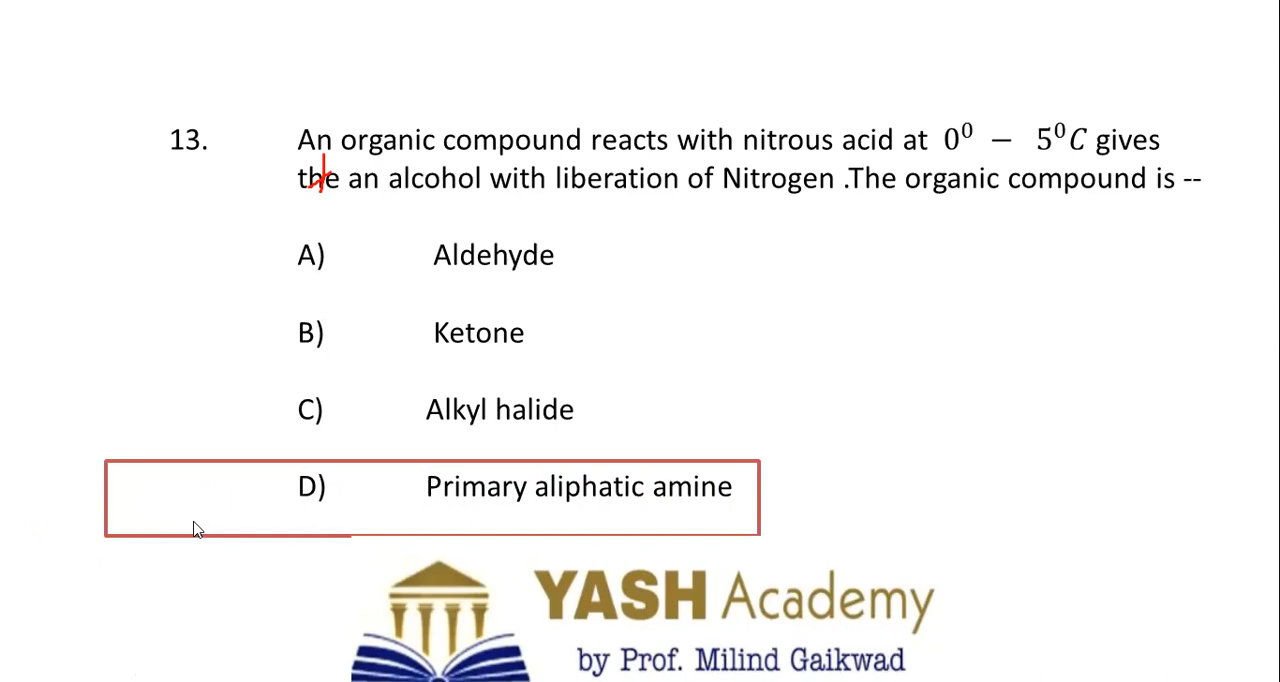 13. An organic compound reacts with nitrous acid at 0⁰ – 5⁰C gives
the an alcohol with liberation of Nitrogen .The organic compound is --
A) Aldehyde
B) Ketone
C) Alkyl halide
D) Primary aliphatic amine
YASH Academy
by Prof. Milind Gaikwad